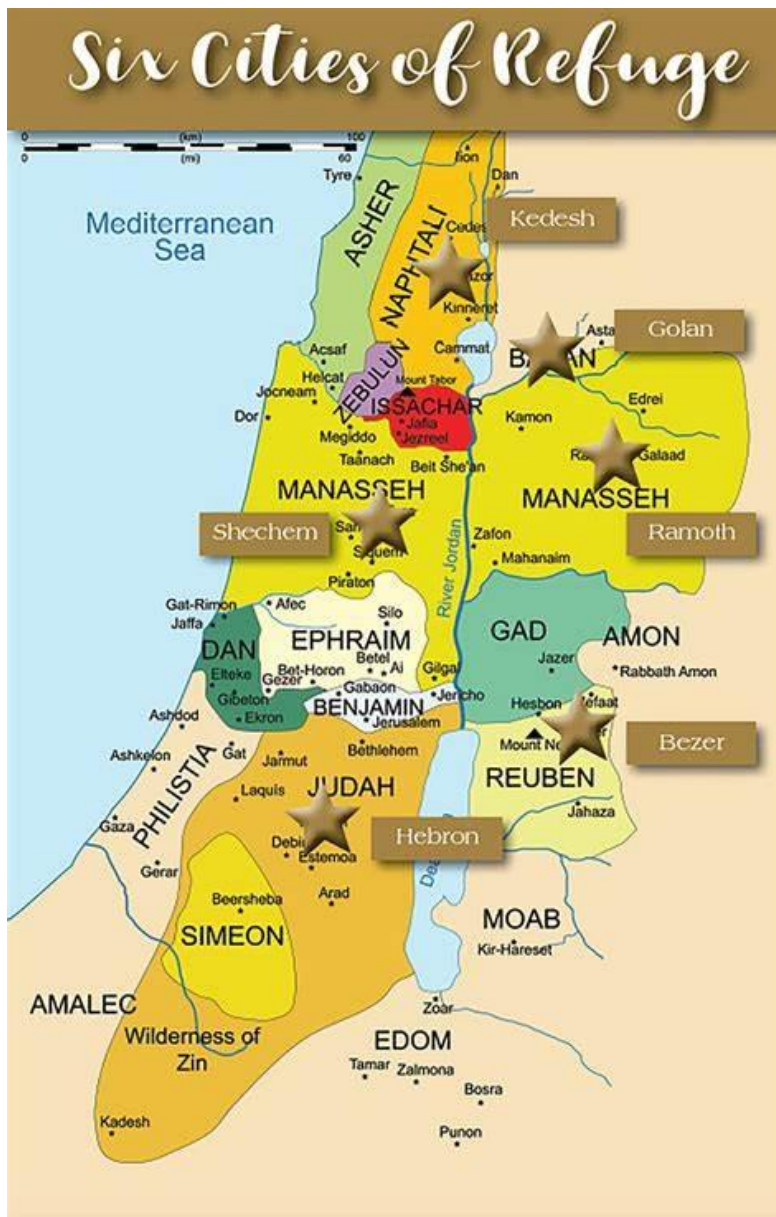 Six Cities of Refuge
0 (km) 100
0 (mi) 60
Tyre
Dan
Mediterranean
Sea
ASHER
NAPHTALI
Kedesh
Kinneret
Golan
Acsaf
Cammat
Helcat
ZEBULUN
Mount Tabor
Jocneam
ISSACHAR
Edrei
Dor
Jafia
Kamon
Megiddo
Jezreel
Taanach
Beit She'an
Galaad
MANASSEH
MANASSEH
Shechem
Ramoth
River Jordan
Zafon
Mahanaim
Piraton
Gat-Rimon
Afec
Jaffa
Silo
DAN
EPHRAIM
GAD
AMON
Betel
Ai
Elteke
Bet-Horon
Gilgal
Jazer
Rabbath Amon
Gezer
Gabaon
Jericho
Gibeton
BENJAMIN
Hesbon
Ashdod
Ekron
Jerusalem
Bethlehem
Bezer
Ashkelon
Gat
Jarmut
REUBEN
PHILISTIA
Laquis
JUDAH
Jahaza
Gaza
Hebron
Estemoa
Gerar
Arad
Beersheba
MOAB
SIMEON
Kir-Hareset
AMALEC
Zoar
Wilderness of
Zin
EDOM
Tamar
Zalmona
Bosra
Kadesh
Punon